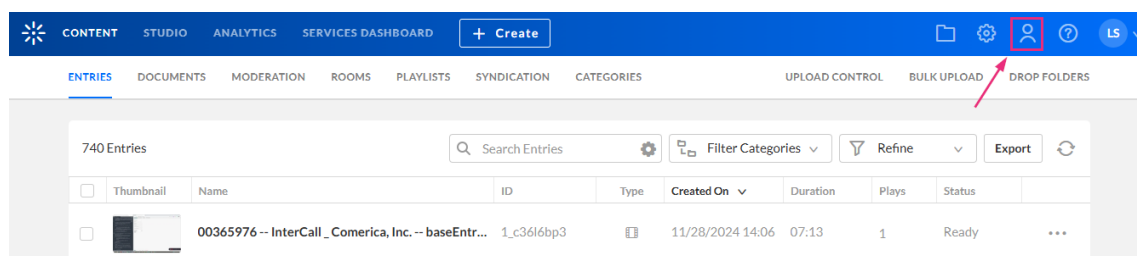 CONTENT STUDIO ANALYTICS SERVICES DASHBOARD + Create LS
ENTRIES DOCUMENTS MODERATION ROOMS PLAYLISTS SYNDICATION CATEGORIES UPLOAD CONTROL BULK UPLOAD DROP FOLDERS
740 Entries Search Entries Filter Categories Refine Export
Thumbnail Name ID Type Created On Duration Plays Status
00365976 -- InterCall _ Comerica, Inc. -- baseEntr... 1_c36l6bp3 11/28/2024 14:06 07:13 1 Ready